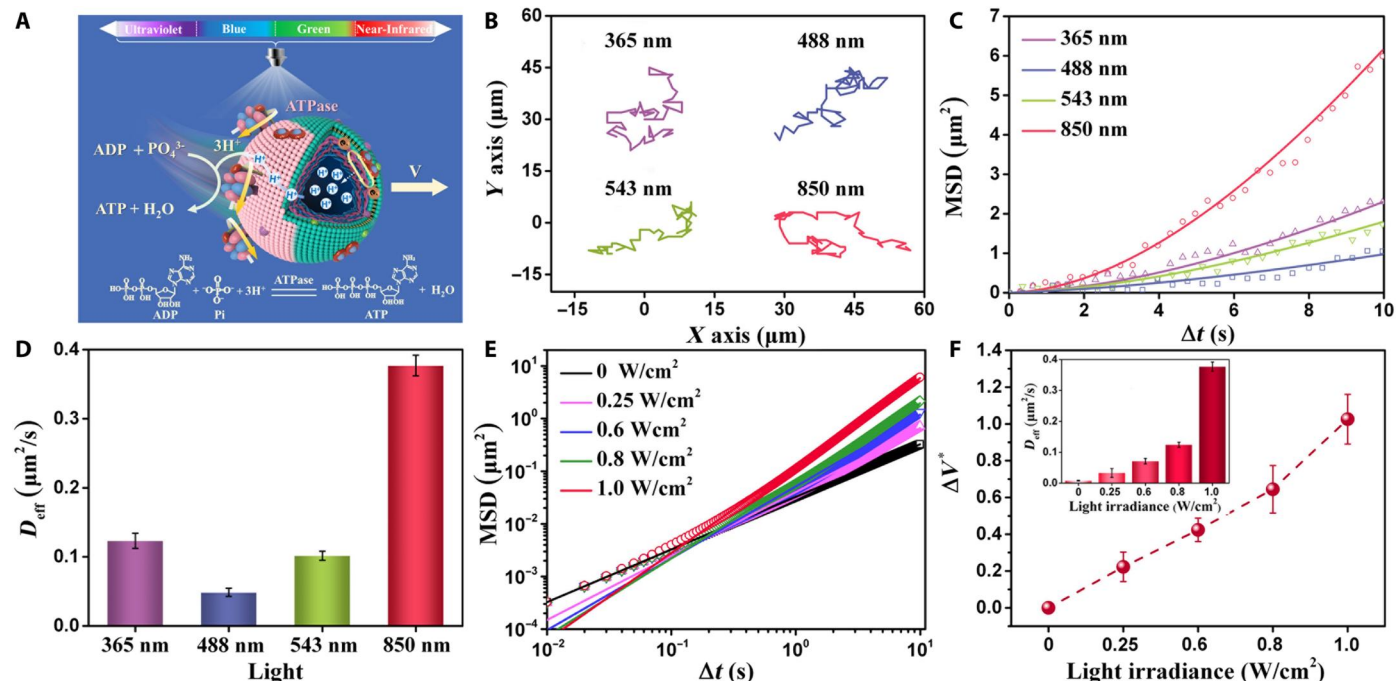 A
Ultraviolet Blue Green Near-Infrared
ATPase
ADP + PO₄³⁻
3H⁺
H⁺
H⁺
H⁺
H⁺ H⁺
H⁺ H⁺ H⁺
H⁺ H⁺
V
ATP + H₂O
NH₂
NH₂
ATPase
+ +3H⁺ + H₂O
ADP Pi ATP
B
365 nm 488 nm
543 nm 850 nm
Y axis (μm)
60
45
30
15
0
−15
−15 0 15 30 45 60
X axis (μm)
C
365 nm
488 nm
543 nm
850 nm
MSD (μm²)
7
6
5
4
3
2
1
0
0 2 4 6 8 10
Δt (s)
D
Deff (μm²/s)
0.4
0.3
0.2
0.1
0.0
365 nm 488 nm 543 nm 850 nm
Light
E
0 W/cm²
0.25 W/cm²
0.6 Wcm²
0.8 W/cm²
1.0 W/cm²
MSD (μm²)
10¹
10⁰
10⁻¹
10⁻²
10⁻³
10⁻⁴
10⁻² 10⁻¹ 10⁰ 10¹
Δt (s)
F
ΔV*
1.4
1.2
1.0
0.8
0.6
0.4
0.2
0.0
Deff (μm²/s)
0.4
0.3
0.2
0.1
0.0
0 0.25 0.6 0.8 1.0
Light irradiance (W/cm²)
0 0.25 0.6 0.8 1.0
Light irradiance (W/cm²)